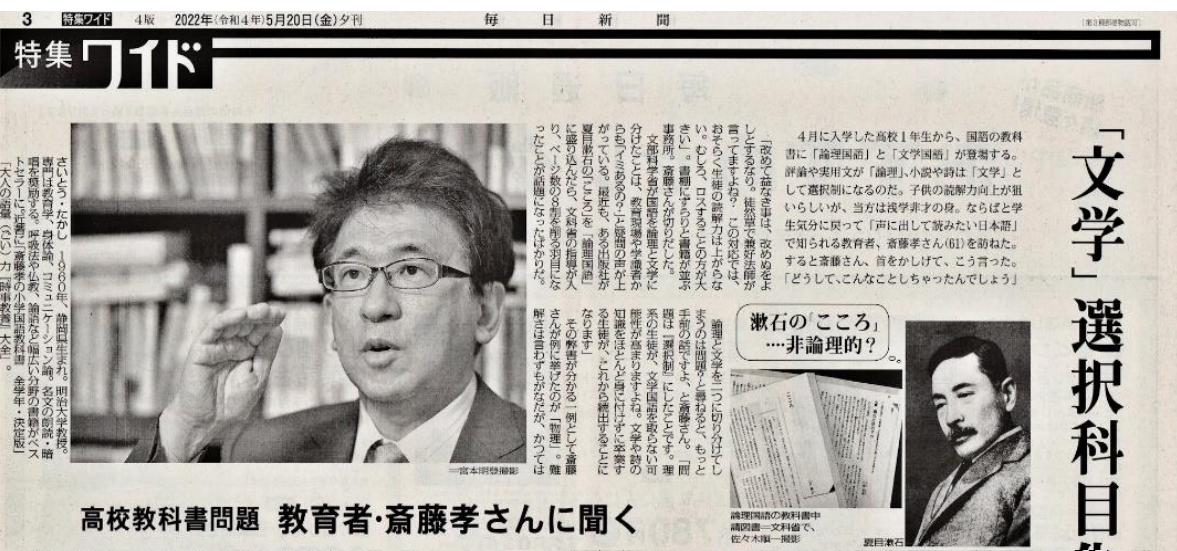 3 特集ワイド 4版 2022年(令和4年)5月20日(金)夕刊 毎日新聞 [第3種郵便物認可]
特集ワイド
「文学」選択科目
4月に入学した高校1年生から、国語の教科
書に「論理国語」と「文学国語」が登場する。
評論や実用文が「論理」、小説や詩は「文学」と
して選択制になるのだ。子供の読解力向上が狙
いらしいが、当方は浅学非才の身。ならばと学
生気分に戻って「声に出して読みたい日本語」
で知られる教育者、斎藤孝さん(61)を訪ねた。
すると斎藤さん、首をかしげて、こう言った。
「どうして、こんなことしちゃったんでしょう」
「改めて益なき事は、改めぬをよ
しとするなり。徒然草で兼好法師が
言ってますよね? この対応では、
おそらく生徒の読解力は上がらな
い。むしろ、ロスすることの方が大
きい」。書棚にずらりと書籍が並ぶ
事務所。斎藤さんが切りだした。
文部科学省が国語を論理と文学に
分けたことは、教育現場や学識者か
らも「イミあるの?」と疑問の声が上
がっている。最近も、ある出版社が
夏目漱石の「こころ」を「論理国語」
に盛り込んだら、文科省の指導が入
り、ページ数の8割を削る羽目にな
ったことが話題になったばかりだ。
漱石の「こころ」
‥‥非論理的?
論理と文学を二つに切り分けてし
まうのは問題?と尋ねると、もっと
手前の話ですよ、と斎藤さん。「問
題は『選択制』にしたことです。理
系の生徒が、文学国語を取らない可
能性が高まりますよね。文学や詩の
知識をほとんど身に付けずに卒業す
る生徒が、これから続出することに
なります」
その弊害が分かる一例として斎藤
さんが例に挙げたのが「物理」。難
解さは言わずもがなだが、かつては
論理国語の教科書申
請図書=文科省で、
佐々木順一撮影
夏目漱石
=宮本明登撮影
さいとう・たかし 1960年、静岡県生まれ。明治大学教授。
専門は教育学、身体論、コミュニケーション論。名文の朗読・暗
唱を奨励する。呼吸法や仏教、論語など幅広い分野の書籍がベス
トセラーに。近著に「斎藤孝の小学国語教科書 全学年・決定版」
「大人の語彙(ごい)力『時事教養』大全」。
高校教科書問題 教育者・斎藤孝さんに聞く